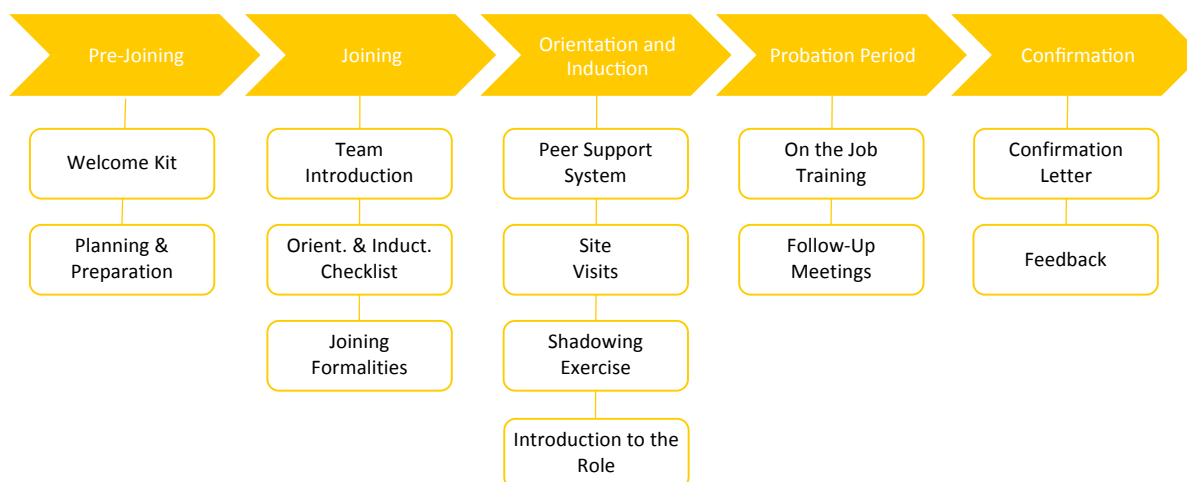 Pre-Joining
Joining
Orientation and
Induction
Probation Period
Confirmation
Welcome Kit
Planning &
Preparation
Team
Introduction
Orient. & Induct.
Checklist
Joining
Formalities
Peer Support
System
Site
Visits
Shadowing
Exercise
Introduction to the
Role
On the Job
Training
Follow-Up
Meetings
Confirmation
Letter
Feedback